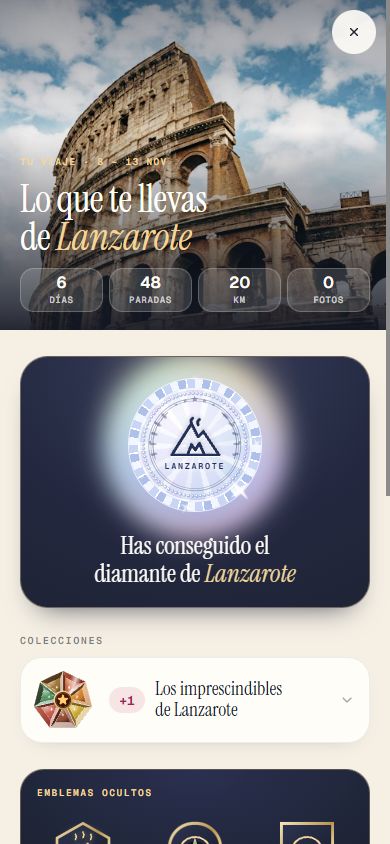 TU VIAJE · 8 – 13 NOV
Lo que te llevas
de Lanzarote
6
DÍAS
48
PARADAS
20
KM
0
FOTOS
LANZAROTE
Has conseguido el
diamante de Lanzarote
COLECCIONES
+1
Los imprescindibles
de Lanzarote
EMBLEMAS OCULTOS